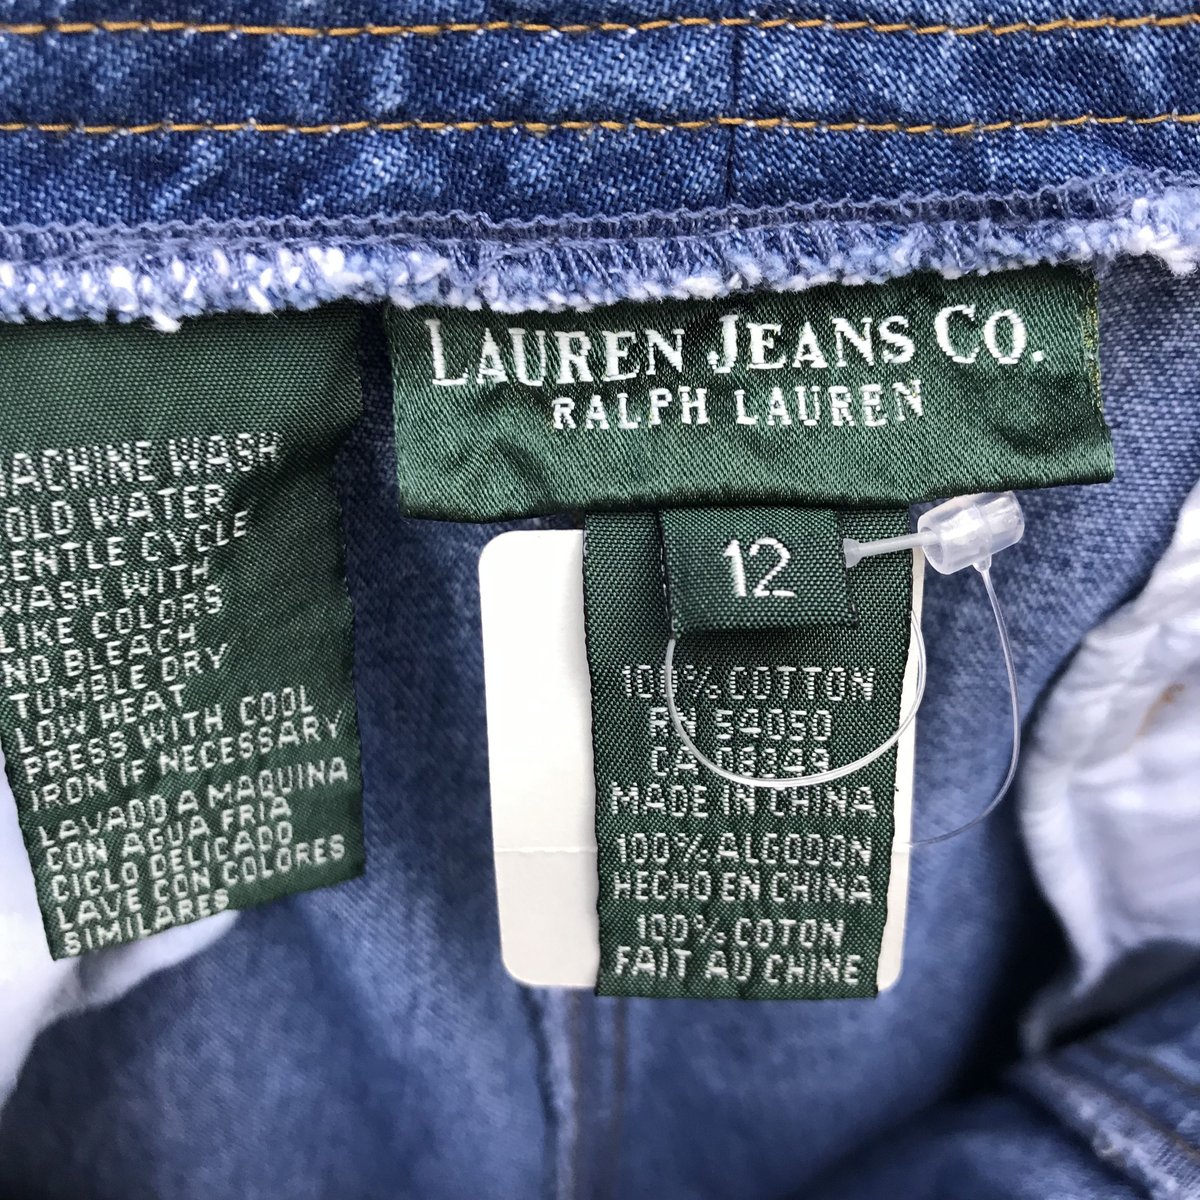 LAUREN JEANS CO.
RALPH LAUREN
12
100% COTTON
RN 54050
MADE IN CHINA
100% ALGODON
HECHO EN CHINA
100% COTON
FAIT AU CHINE
MACHINE WASH
COLD WATER
GENTLE CYCLE
WASH WITH
LIKE COLORS
NO BLEACH
TUMBLE DRY
LOW HEAT
PRESS WITH COOL
IRON IF NECESSARY
LAVADO A MAQUINA
CON AGUA FRIA
CICLO DELICADO
LAVE CON COLORES
SIMILARES